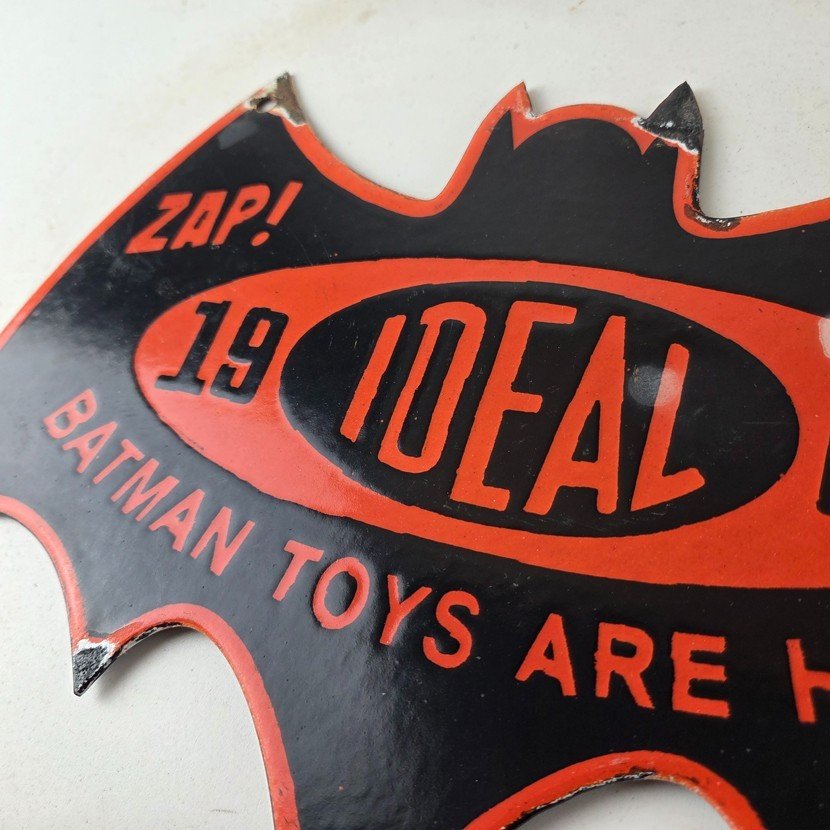 ZAP!
19 IDEAL
BATMAN TOYS ARE H